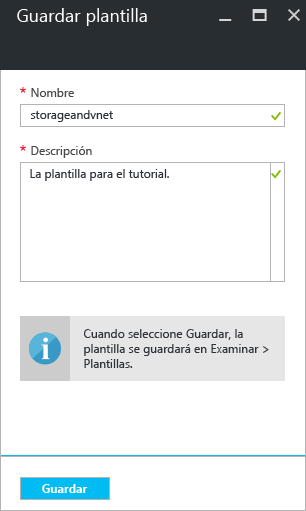 Guardar plantilla
* Nombre
storageandvnet
* Descripción
La plantilla para el tutorial.
Cuando seleccione Guardar, la
plantilla se guardará en Examinar >
Plantillas.
Guardar